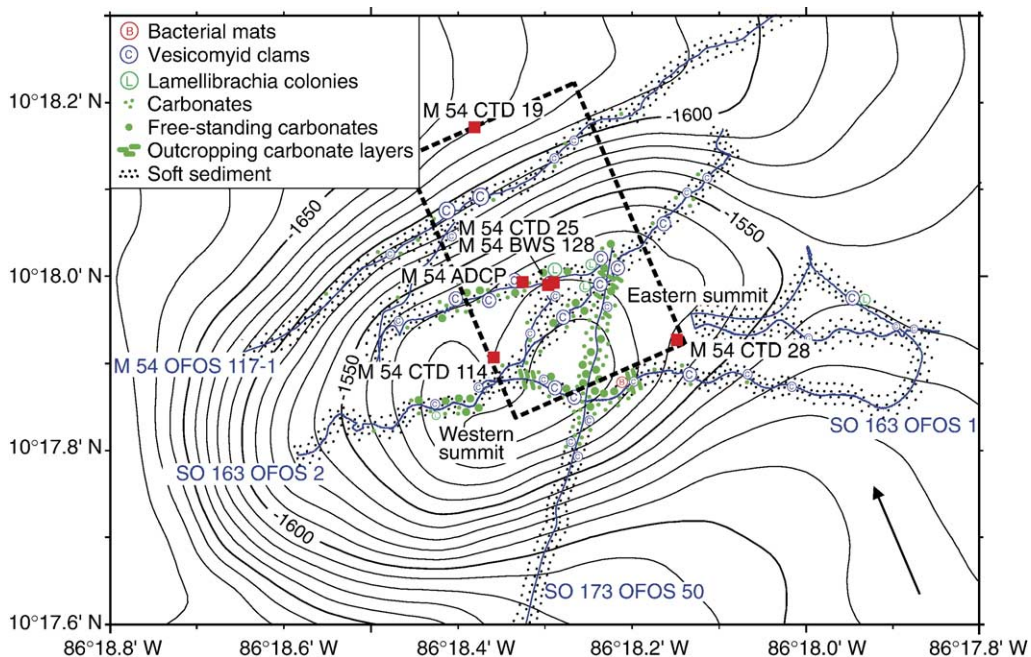 B Bacterial mats
C Vesicomyid clams
L Lamellibrachia colonies
Carbonates
Free-standing carbonates
Outcropping carbonate layers
Soft sediment
10°18.2' N
10°18.0' N
10°17.8' N
10°17.6' N
M 54 CTD 19
-1600
-1650
M 54 CTD 25
M 54 BWS 128
-1550
M 54 ADCP
Eastern summit
M 54 OFOS 117-1
1550
M 54 CTD 114
M 54 CTD 28
Western
summit
SO 163 OFOS 1
SO 163 OFOS 2
-1600
SO 173 OFOS 50
86°18.8' W 86°18.6' W 86°18.4' W 86°18.3' W 86°18.2' W 86°18.0' W 86°17.8' W